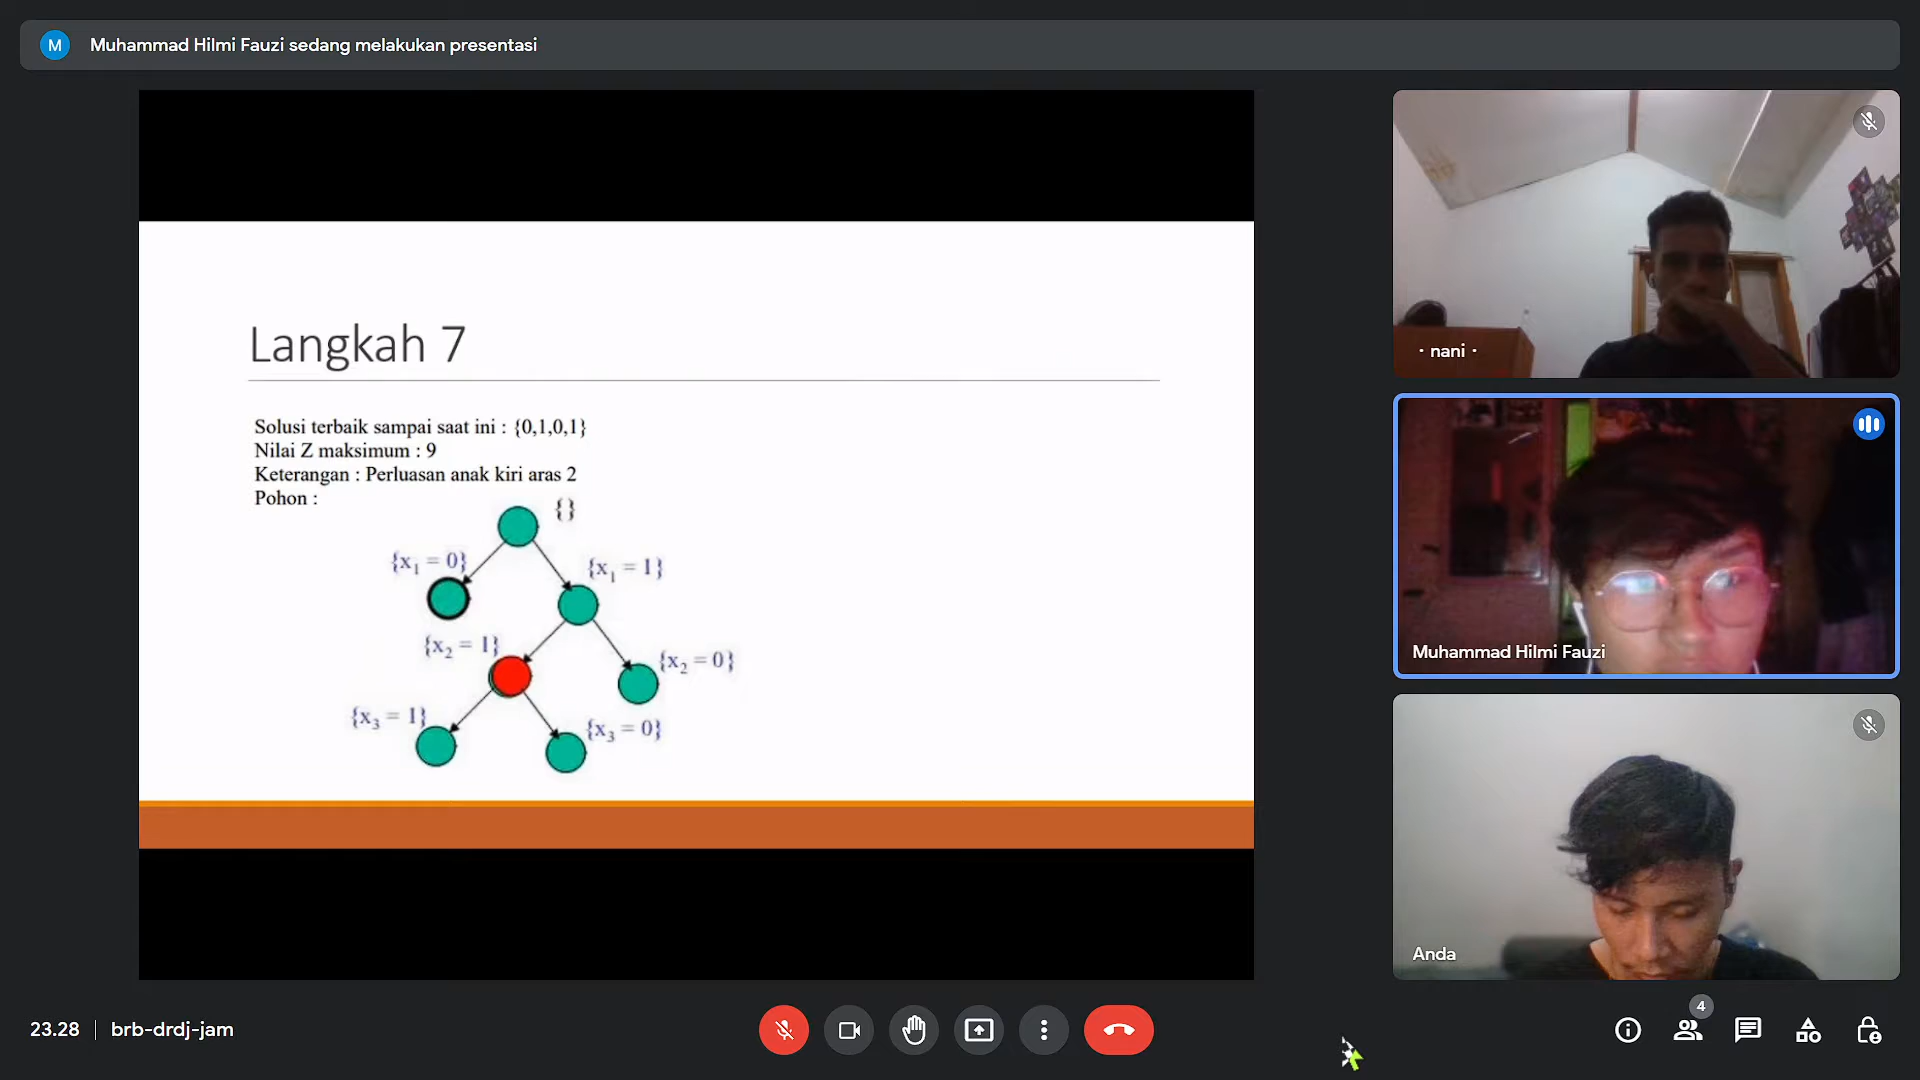 M
Muhammad Hilmi Fauzi sedang melakukan presentasi
Langkah 7
Solusi terbaik sampai saat ini : {0,1,0,1}
Nilai Z maksimum : 9
Keterangan : Perluasan anak kiri aras 2
Pohon :
{}
{x₁ = 0}
{x₁ = 1}
{x₂ = 1}
{x₂ = 0}
{x₃ = 1}
{x₃ = 0}
· nani ·
Muhammad Hilmi Fauzi
Anda
23.28 | brb-drdj-jam
4